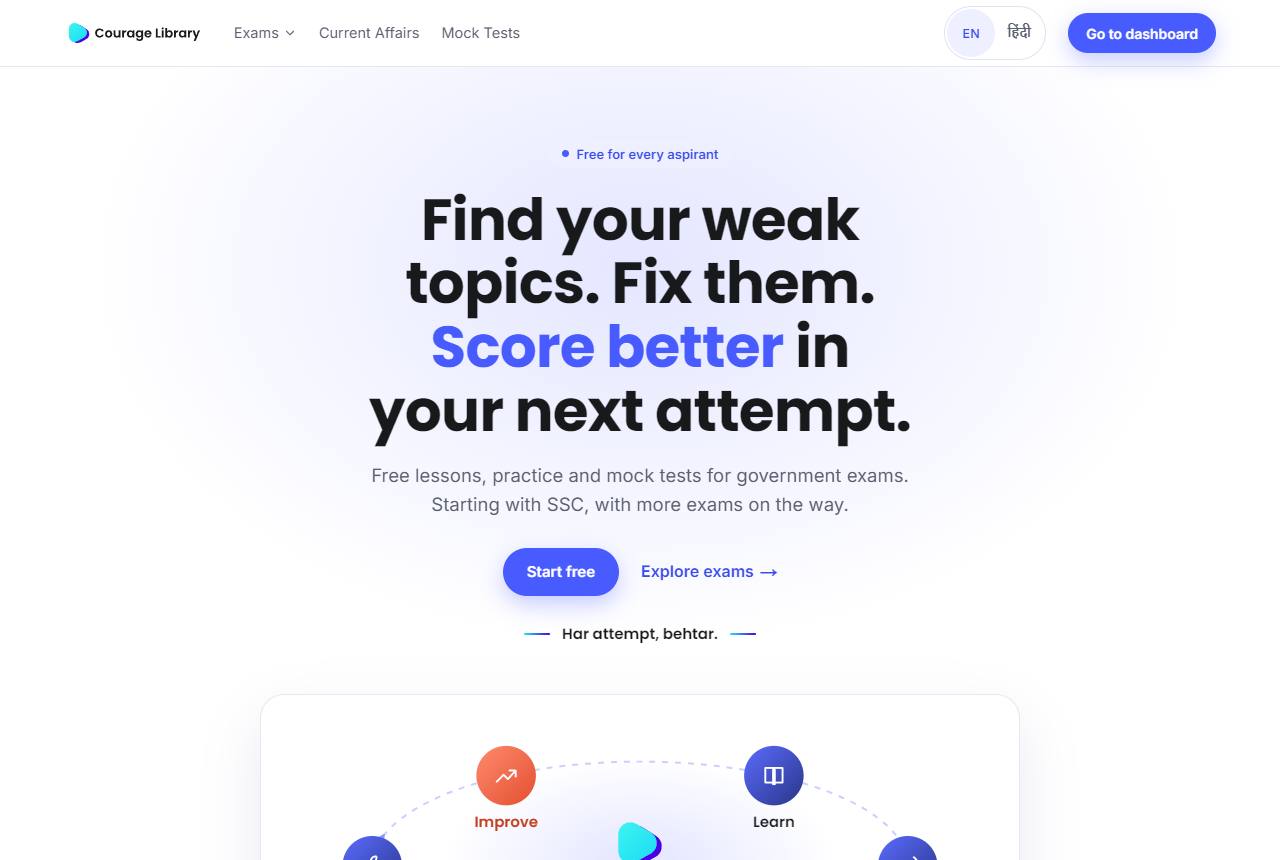 Courage Library
Exams
Current Affairs
Mock Tests
EN
हिंदी
Go to dashboard
Free for every aspirant
Find your weak
topics. Fix them.
Score better in
your next attempt.
Free lessons, practice and mock tests for government exams.
Starting with SSC, with more exams on the way.
Start free
Explore exams →
Har attempt, behtar.
Improve
Learn